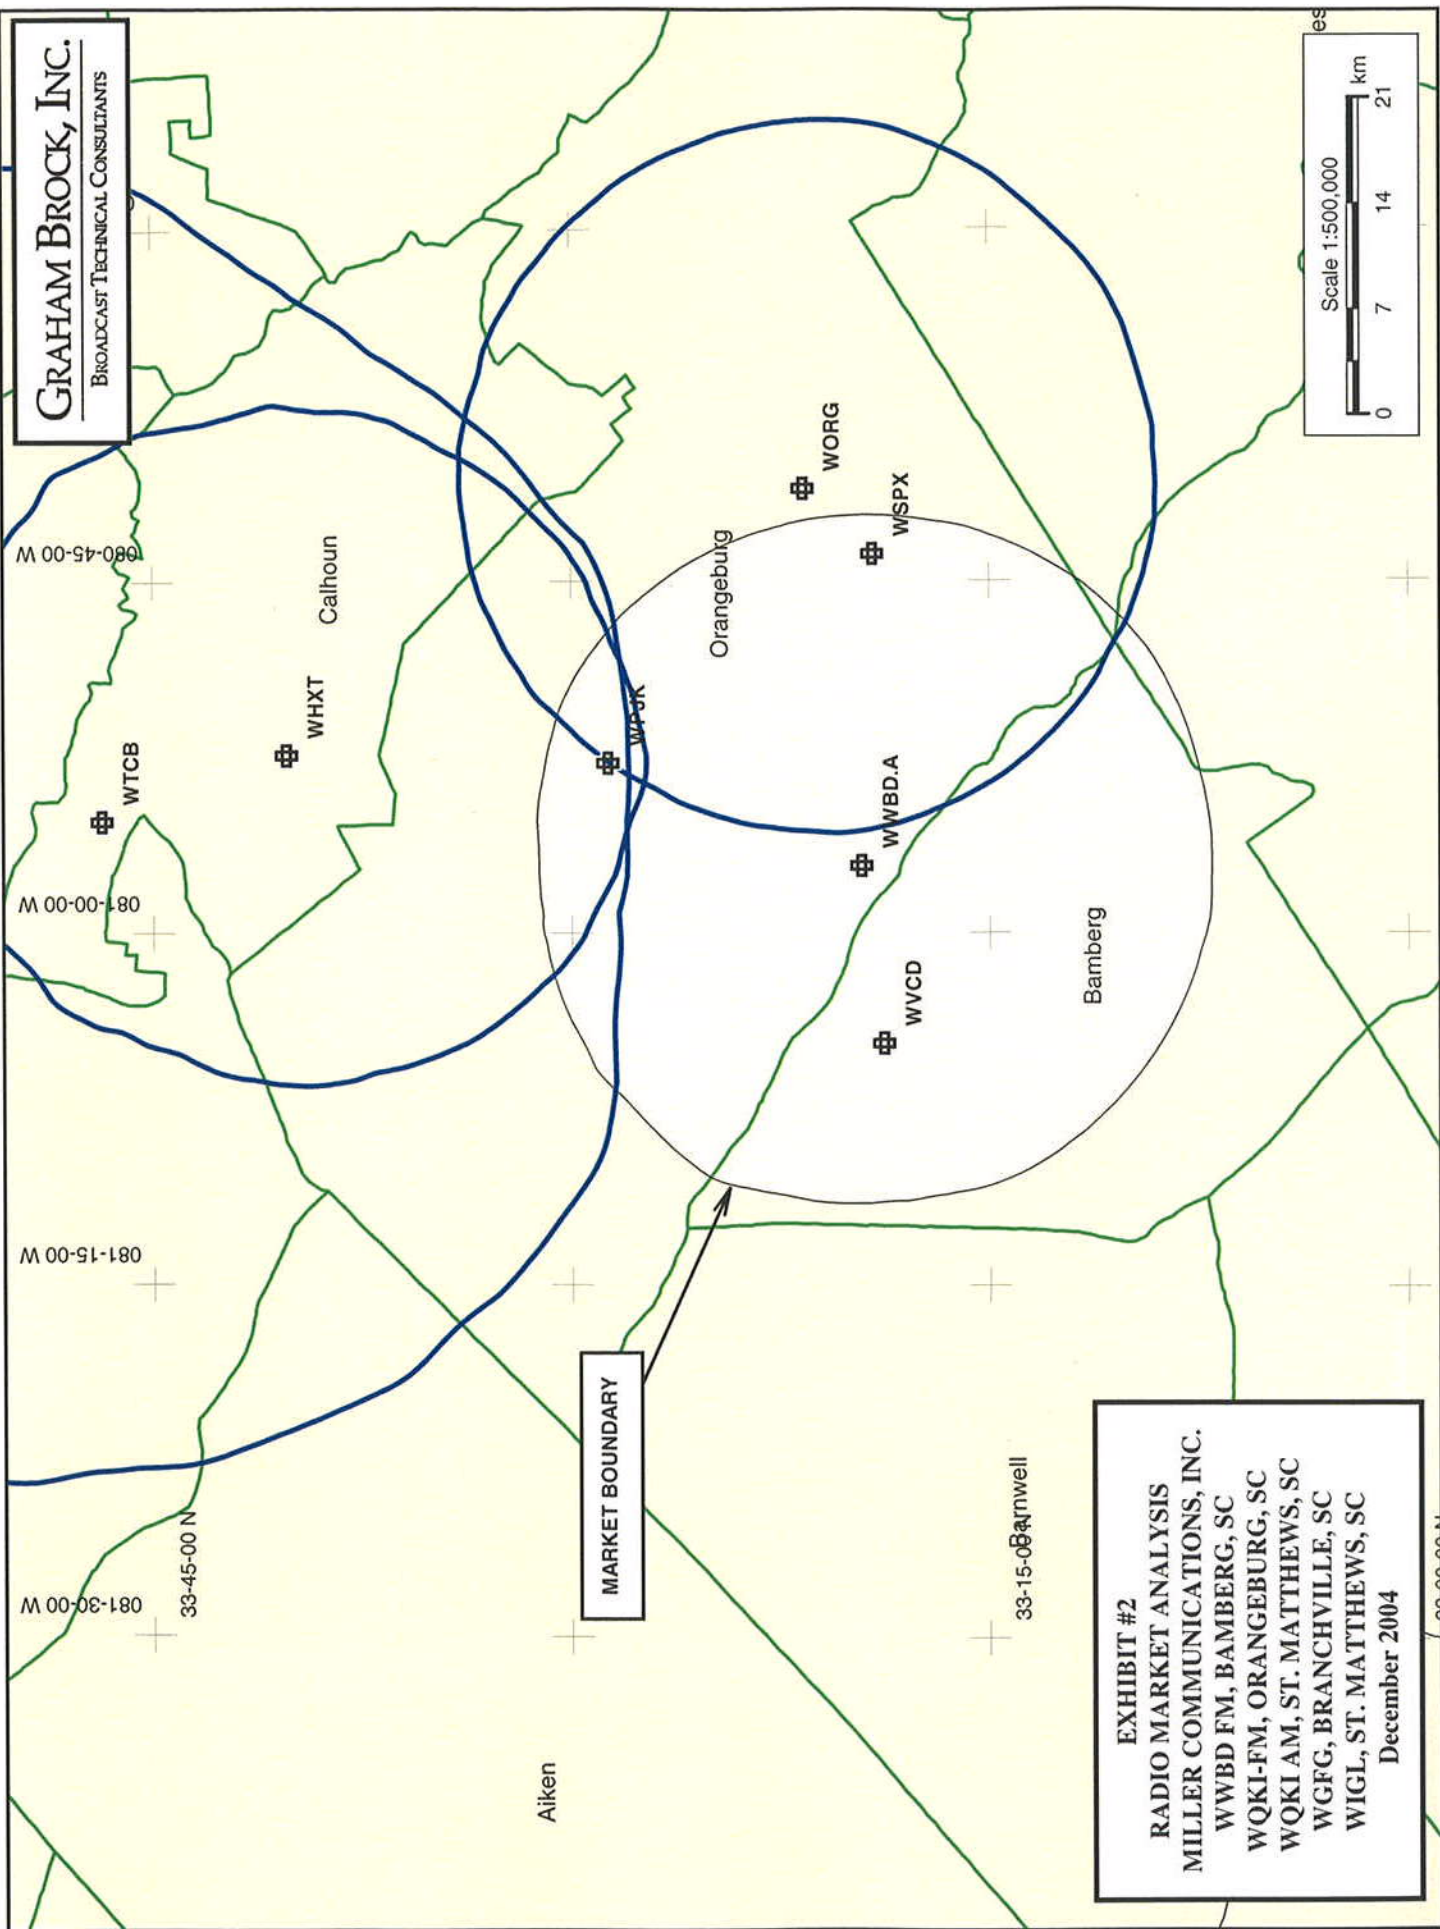 GRAHAM BROCK, INC.
BROADCAST TECHNICAL CONSULTANTS
081-30-00 W
081-15-00 W
081-00-00 W
080-45-00 W
WTCB
33-45-00 N
WHXT
Calhoun
Aiken
MARKET BOUNDARY
WPJK
Orangeburg
WORG
WWBD.A
WSPX
WVCD
33-15-00 N
Barnwell
Bamberg
Scale 1:500,000
0 7 14 21 km
EXHIBIT #2
RADIO MARKET ANALYSIS
MILLER COMMUNICATIONS, INC.
WWBD FM, BAMBERG, SC
WQKI-FM, ORANGEBURG, SC
WQKI AM, ST. MATTHEWS, SC
WGFG, BRANCHVILLE, SC
WIGL, ST. MATTHEWS, SC
December 2004